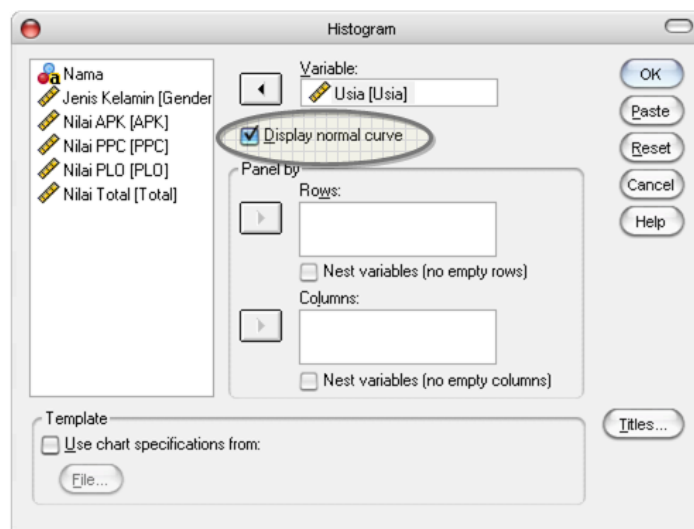 Histogram
Nama
Jenis Kelamin [Gender
Nilai APK [APK]
Nilai PPC [PPC]
Nilai PLO [PLO]
Nilai Total [Total]
Variable:
Usia [Usia]
Display normal curve
Panel by
Rows:
Nest variables (no empty rows)
Columns:
Nest variables (no empty columns)
OK
Paste
Reset
Cancel
Help
Template
Use chart specifications from:
File...
Titles...